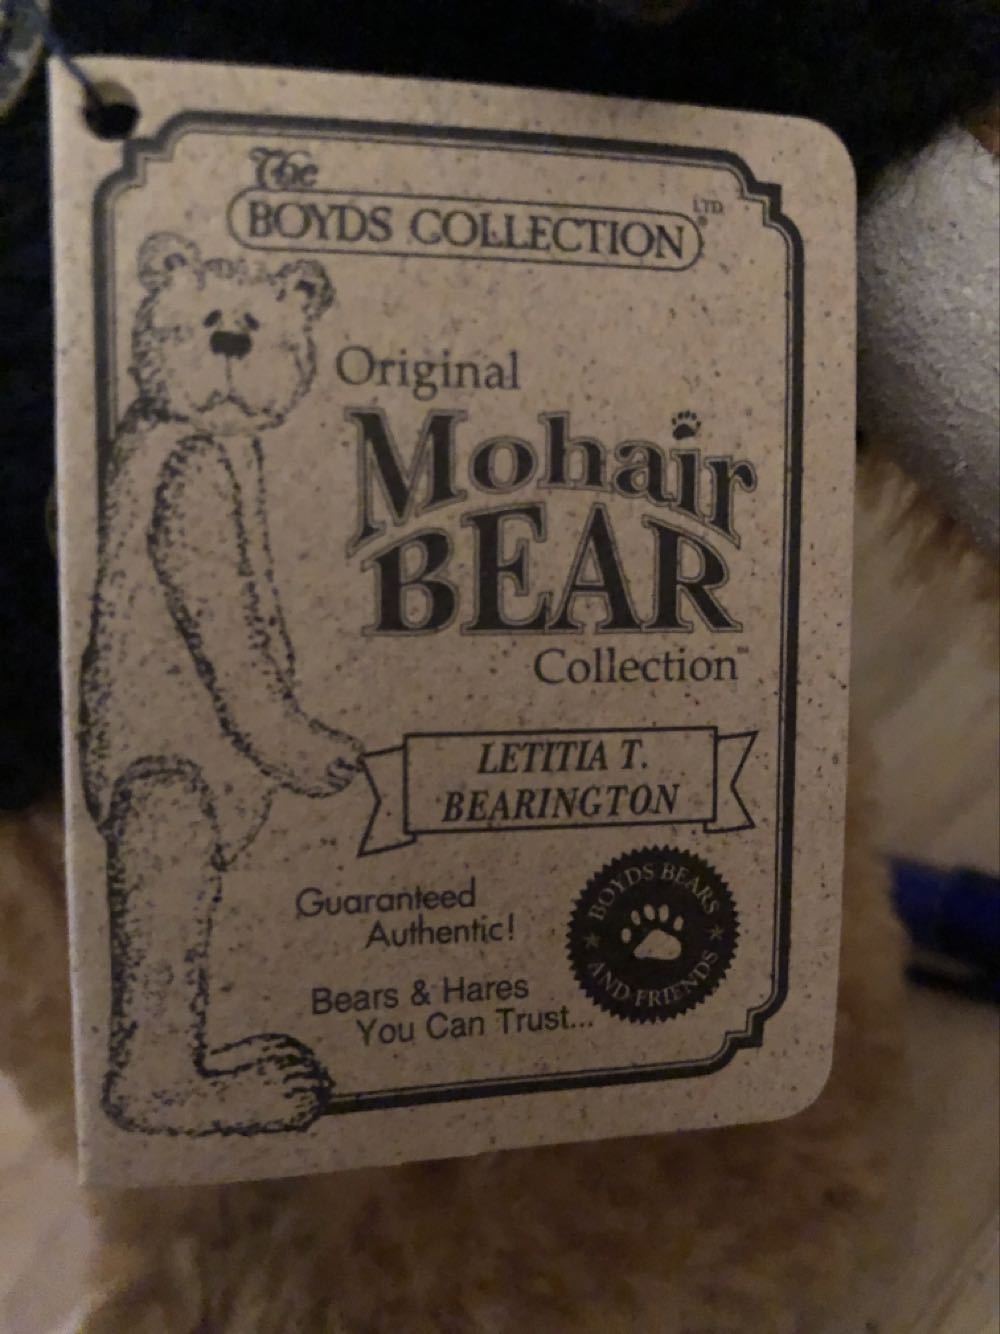 The
BOYDS COLLECTION LTD ®
Original
Mohair
BEAR
Collection™
LETITIA T.
BEARINGTON
Guaranteed
Authentic!
Bears & Hares
You Can Trust...
BOYDS BEARS
AND FRIENDS